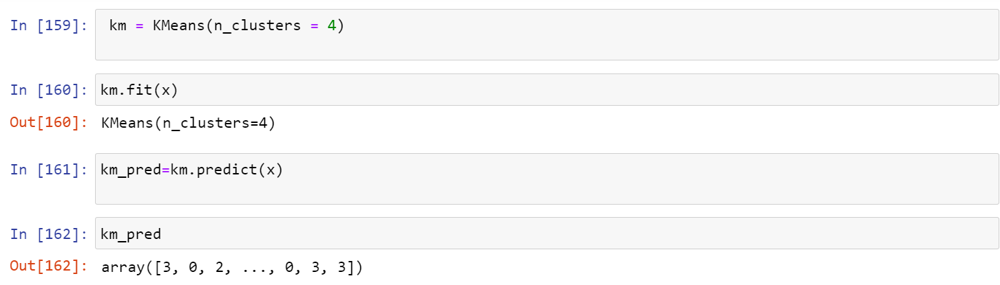 In [159]: km = KMeans(n_clusters = 4)
In [160]: km.fit(x)
Out[160]: KMeans(n_clusters=4)
In [161]: km_pred=km.predict(x)
In [162]: km_pred
Out[162]: array([3, 0, 2, ..., 0, 3, 3])